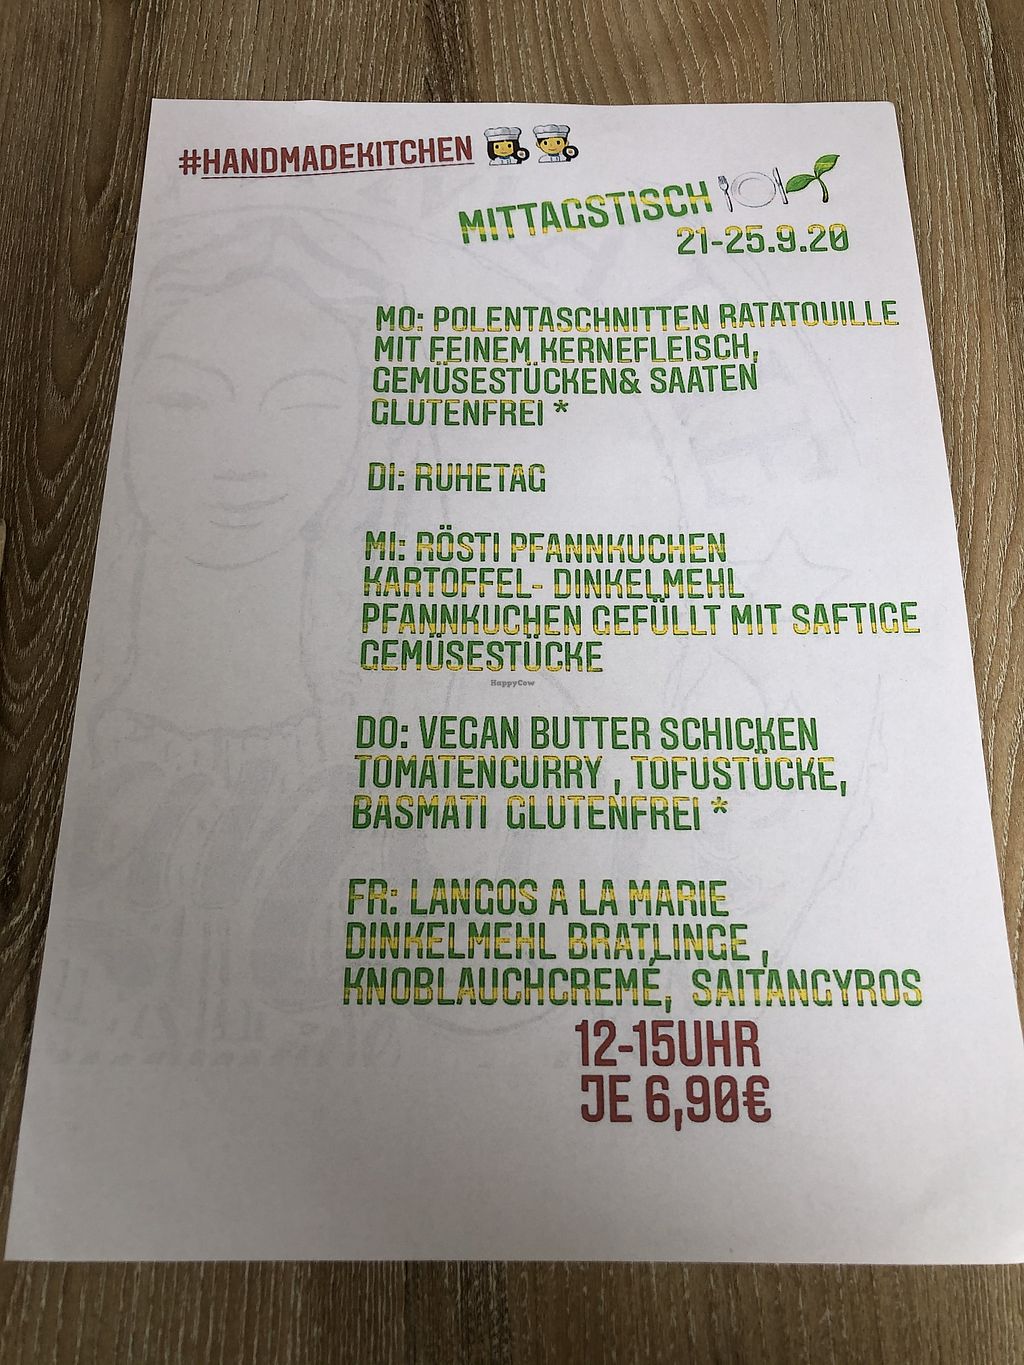 #HANDMADEKITCHEN
MITTAGSTISCH
21-25.9.20
MO: POLENTASCHNITTEN RATATOUILLE
MIT FEINEM KERNEFLEISCH,
GEMÜSESTÜCKEN& SAATEN
GLUTENFREI *
DI: RUHETAG
MI: RÖSTI PFANNKUCHEN
KARTOFFEL- DINKELMEHL
PFANNKUCHEN GEFÜLLT MIT SAFTIGE
GEMÜSESTÜCKE
HappyCow
DO: VEGAN BUTTER SCHICKEN
TOMATENCURRY , TOFUSTÜCKE,
BASMATI GLUTENFREI *
FR: LANGOS A LA MARIE
DINKELMEHL BRATLINGE ,
KNOBLAUCHCREMÉ, SAITANGYROS
12-15UHR
JE 6,90€